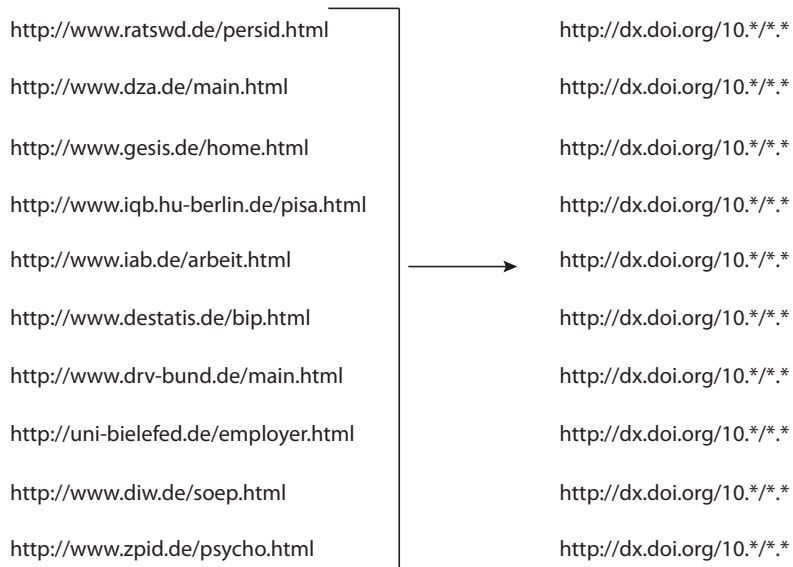 http://www.ratswd.de/persid.html http://dx.doi.org/10.*/*.*
http://www.dza.de/main.html http://dx.doi.org/10.*/*.*
http://www.gesis.de/home.html http://dx.doi.org/10.*/*.*
http://www.iqb.hu-berlin.de/pisa.html http://dx.doi.org/10.*/*.*
http://www.iab.de/arbeit.html http://dx.doi.org/10.*/*.*
http://www.destatis.de/bip.html http://dx.doi.org/10.*/*.*
http://www.drv-bund.de/main.html http://dx.doi.org/10.*/*.*
http://uni-bielefed.de/employer.html http://dx.doi.org/10.*/*.*
http://www.diw.de/soep.html http://dx.doi.org/10.*/*.*
http://www.zpid.de/psycho.html http://dx.doi.org/10.*/*.*